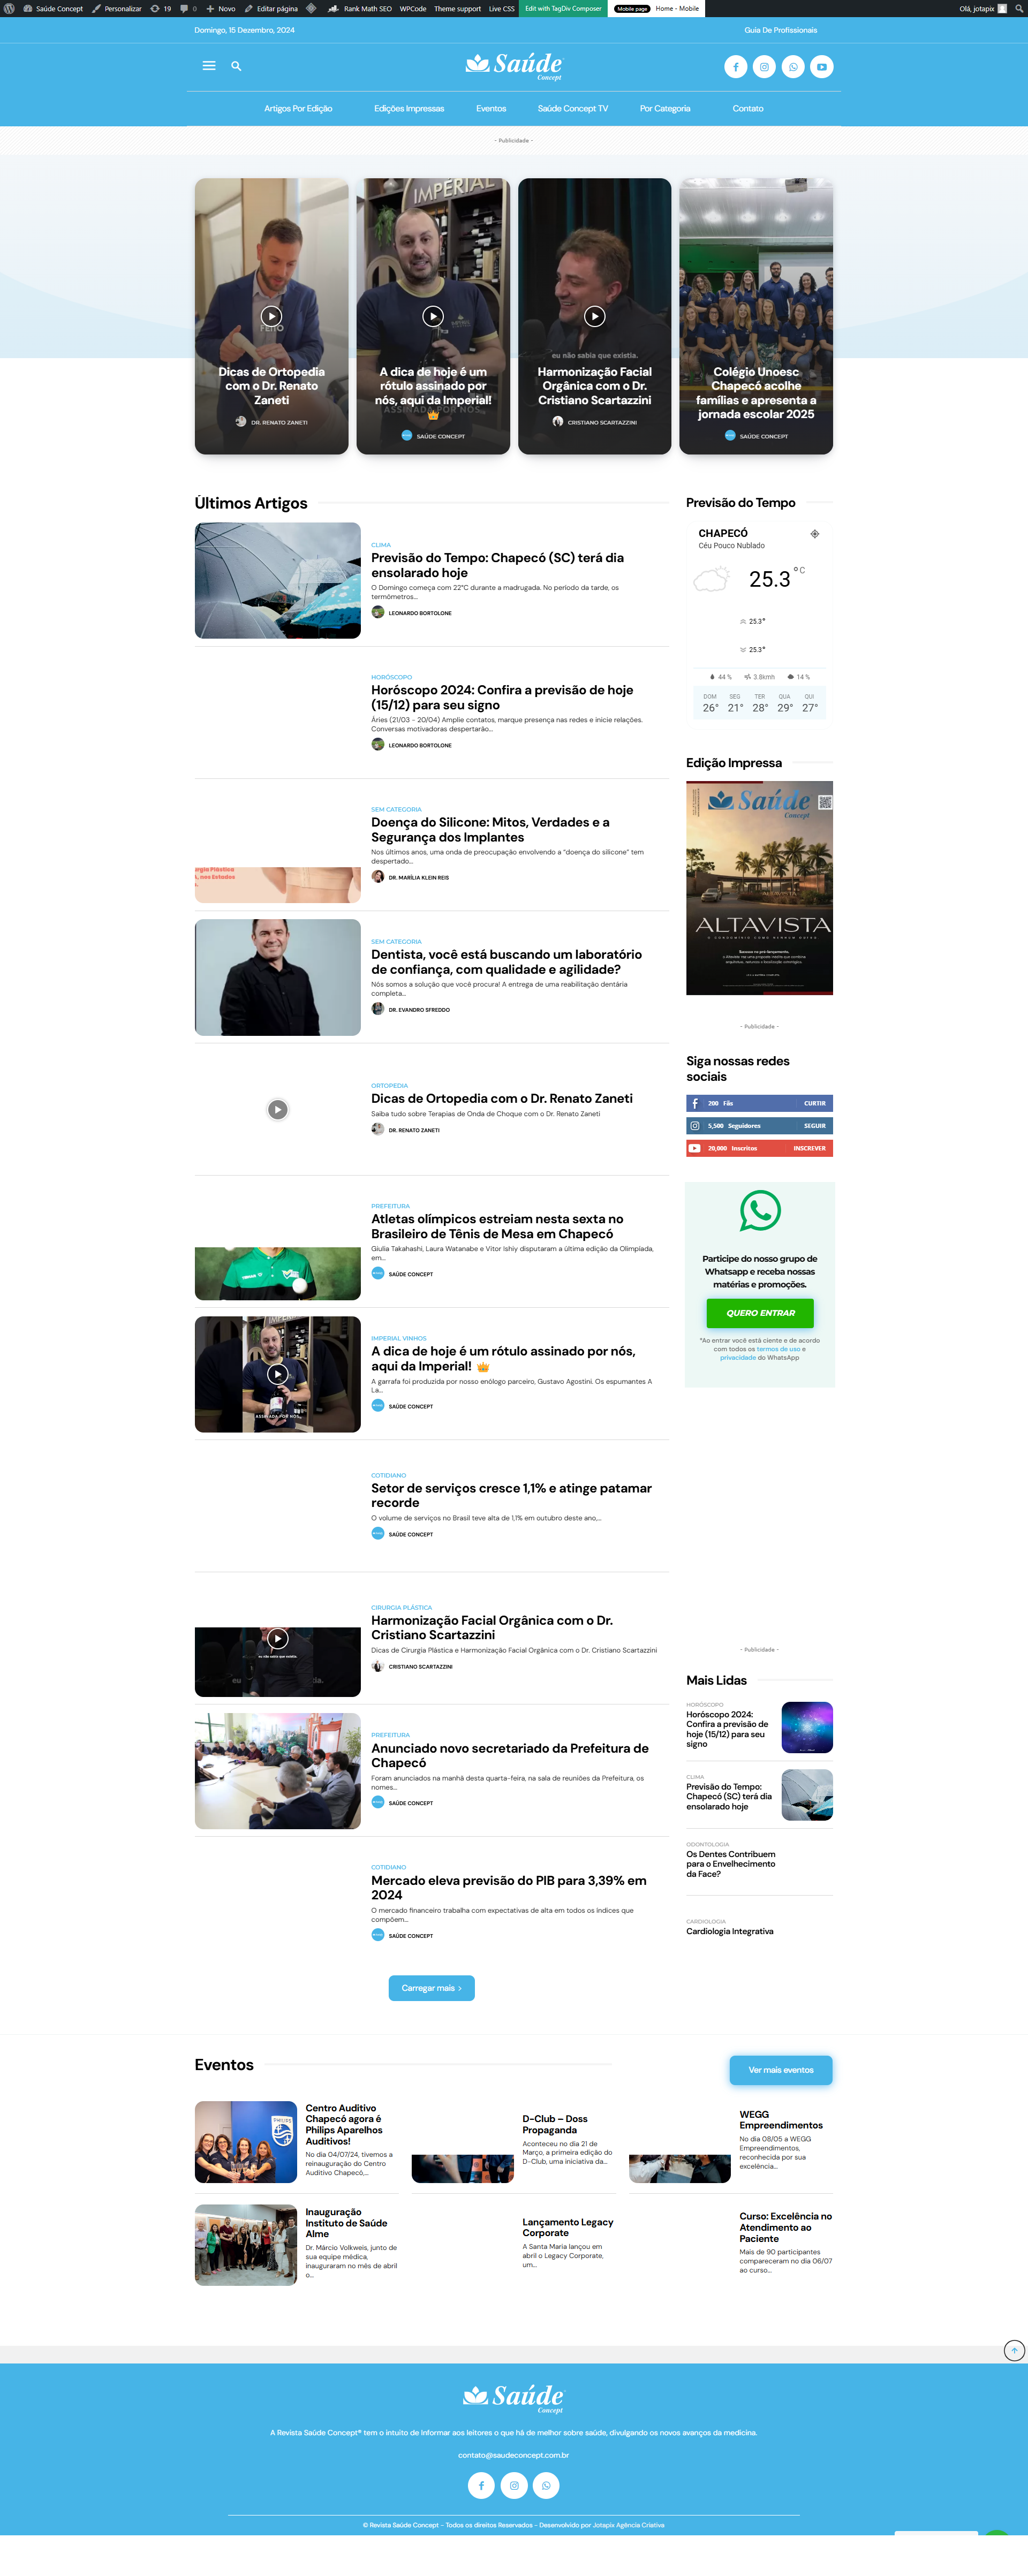 Saúde Concept
Personalizar
19
0
Novo
Editar página
Rank Math SEO
WPCode
Theme support
Live CSS
Edit with TagDiv Composer
Mobile page
Home - Mobile
Olá, jotapix
Domingo, 15 Dezembro, 2024
Guia De Profissionais
Saúde
Concept
Artigos Por Edição
Edições Impressas
Eventos
Saúde Concept TV
Por Categoria
Contato
- Publicidade -
FEITO
Dicas de Ortopedia
com o Dr. Renato
Zaneti
DR. RENATO ZANETI
IMPERIAL
A dica de hoje é um
rótulo assinado por
nós, aqui da Imperial!
👑
ASSINADA POR NÓS...
SAÚDE CONCEPT
eu não sabia que existia.
Harmonização Facial
Orgânica com o Dr.
Cristiano Scartazzini
CRISTIANO SCARTAZZINI
Colégio Unoesc
Chapecó acolhe
famílias e apresenta a
jornada escolar 2025
SAÚDE CONCEPT
Últimos Artigos
CLIMA
Previsão do Tempo: Chapecó (SC) terá dia
ensolarado hoje
O Domingo começa com 22°C durante a madrugada. No período da tarde, os
termômetros...
LEONARDO BORTOLONE
HORÓSCOPO
Horóscopo 2024: Confira a previsão de hoje
(15/12) para seu signo
Áries (21/03 - 20/04) Amplie contatos, marque presença nas redes e inicie relações.
Conversas motivadoras despertarão...
LEONARDO BORTOLONE
SEM CATEGORIA
Doença do Silicone: Mitos, Verdades e a
Segurança dos Implantes
Nos últimos anos, uma onda de preocupação envolvendo a “doença do silicone” tem
despertado...
DR. MARÍLIA KLEIN REIS
rgia Plástica
, nos Estados
SEM CATEGORIA
Dentista, você está buscando um laboratório
de confiança, com qualidade e agilidade?
Nós somos a solução que você procura! A entrega de uma reabilitação dentária
completa...
DR. EVANDRO SFREDDO
ORTOPEDIA
Dicas de Ortopedia com o Dr. Renato Zaneti
Saiba tudo sobre Terapias de Onda de Choque com o Dr. Renato Zaneti
DR. RENATO ZANETI
PREFEITURA
Atletas olímpicos estreiam nesta sexta no
Brasileiro de Tênis de Mesa em Chapecó
Giulia Takahashi, Laura Watanabe e Vitor Ishiy disputaram a última edição da Olimpíada,
em...
SAÚDE CONCEPT
IMPERIAL VINHOS
A dica de hoje é um rótulo assinado por nós,
aqui da Imperial! 👑
A garrafa foi produzida por nosso enólogo parceiro, Gustavo Agostini. Os espumantes A
La...
SAÚDE CONCEPT
ASSINADA POR NÓS...
COTIDIANO
Setor de serviços cresce 1,1% e atinge patamar
recorde
O volume de serviços no Brasil teve alta de 1,1% em outubro deste ano,...
SAÚDE CONCEPT
CIRURGIA PLÁSTICA
Harmonização Facial Orgânica com o Dr.
Cristiano Scartazzini
Dicas de Cirurgia Plástica e Harmonização Facial Orgânica com o Dr. Cristiano Scartazzini
CRISTIANO SCARTAZZINI
eu não sabia que existia.
PREFEITURA
Anunciado novo secretariado da Prefeitura de
Chapecó
Foram anunciados na manhã desta quarta-feira, na sala de reuniões da Prefeitura, os
nomes...
SAÚDE CONCEPT
COTIDIANO
Mercado eleva previsão do PIB para 3,39% em
2024
O mercado financeiro trabalha com expectativas de alta em todos os índices que
compõem...
SAÚDE CONCEPT
Carregar mais
Previsão do Tempo
CHAPECÓ
Céu Pouco Nublado
25.3 °C
25.3°
25.3°
44 %
3.8kmh
14 %
DOM SEG TER QUA QUI
26° 21° 28° 29° 27°
Edição Impressa
Saúde
Concept
ALTAVISTA
- Publicidade -
Siga nossas redes
sociais
200 Fãs CURTIR
5,500 Seguidores SEGUIR
20,000 Inscritos INSCREVER
Participe do nosso grupo de
Whatsapp e receba nossas
matérias e promoções.
QUERO ENTRAR
*Ao entrar você está ciente e de acordo
com todos os termos de uso e
privacidade do WhatsApp
- Publicidade -
Mais Lidas
HORÓSCOPO
Horóscopo 2024:
Confira a previsão de
hoje (15/12) para seu
signo
CLIMA
Previsão do Tempo:
Chapecó (SC) terá dia
ensolarado hoje
ODONTOLOGIA
Os Dentes Contribuem
para o Envelhecimento
da Face?
CARDIOLOGIA
Cardiologia Integrativa
Eventos
Ver mais eventos
PHILIPS
Centro Auditivo
Chapecó agora é
Philips Aparelhos
Auditivos!
No dia 04/07/24, tivemos a
reinauguração do Centro
Auditivo Chapecó,...
D-Club – Doss
Propaganda
Aconteceu no dia 21 de
Março, a primeira edição do
D-Club, uma iniciativa da...
WEGG
Empreendimentos
No dia 08/05 a WEGG
Empreendimentos,
reconhecida por sua
excelência...
Inauguração
Instituto de Saúde
Alme
Dr. Márcio Volkweis, junto de
sua equipe médica,
inauguraram no mês de abril
o...
Lançamento Legacy
Corporate
A Santa Maria lançou em
abril o Legacy Corporate,
um...
Curso: Excelência no
Atendimento ao
Paciente
Mais de 90 participantes
compareceram no dia 06/07
ao curso...
Saúde
Concept
A Revista Saúde Concept® tem o intuito de Informar aos leitores o que há de melhor sobre saúde, divulgando os novos avanços da medicina.
contato@saudeconcept.com.br
© Revista Saúde Concept - Todos os direitos Reservados - Desenvolvido por Jotapix Agência Criativa